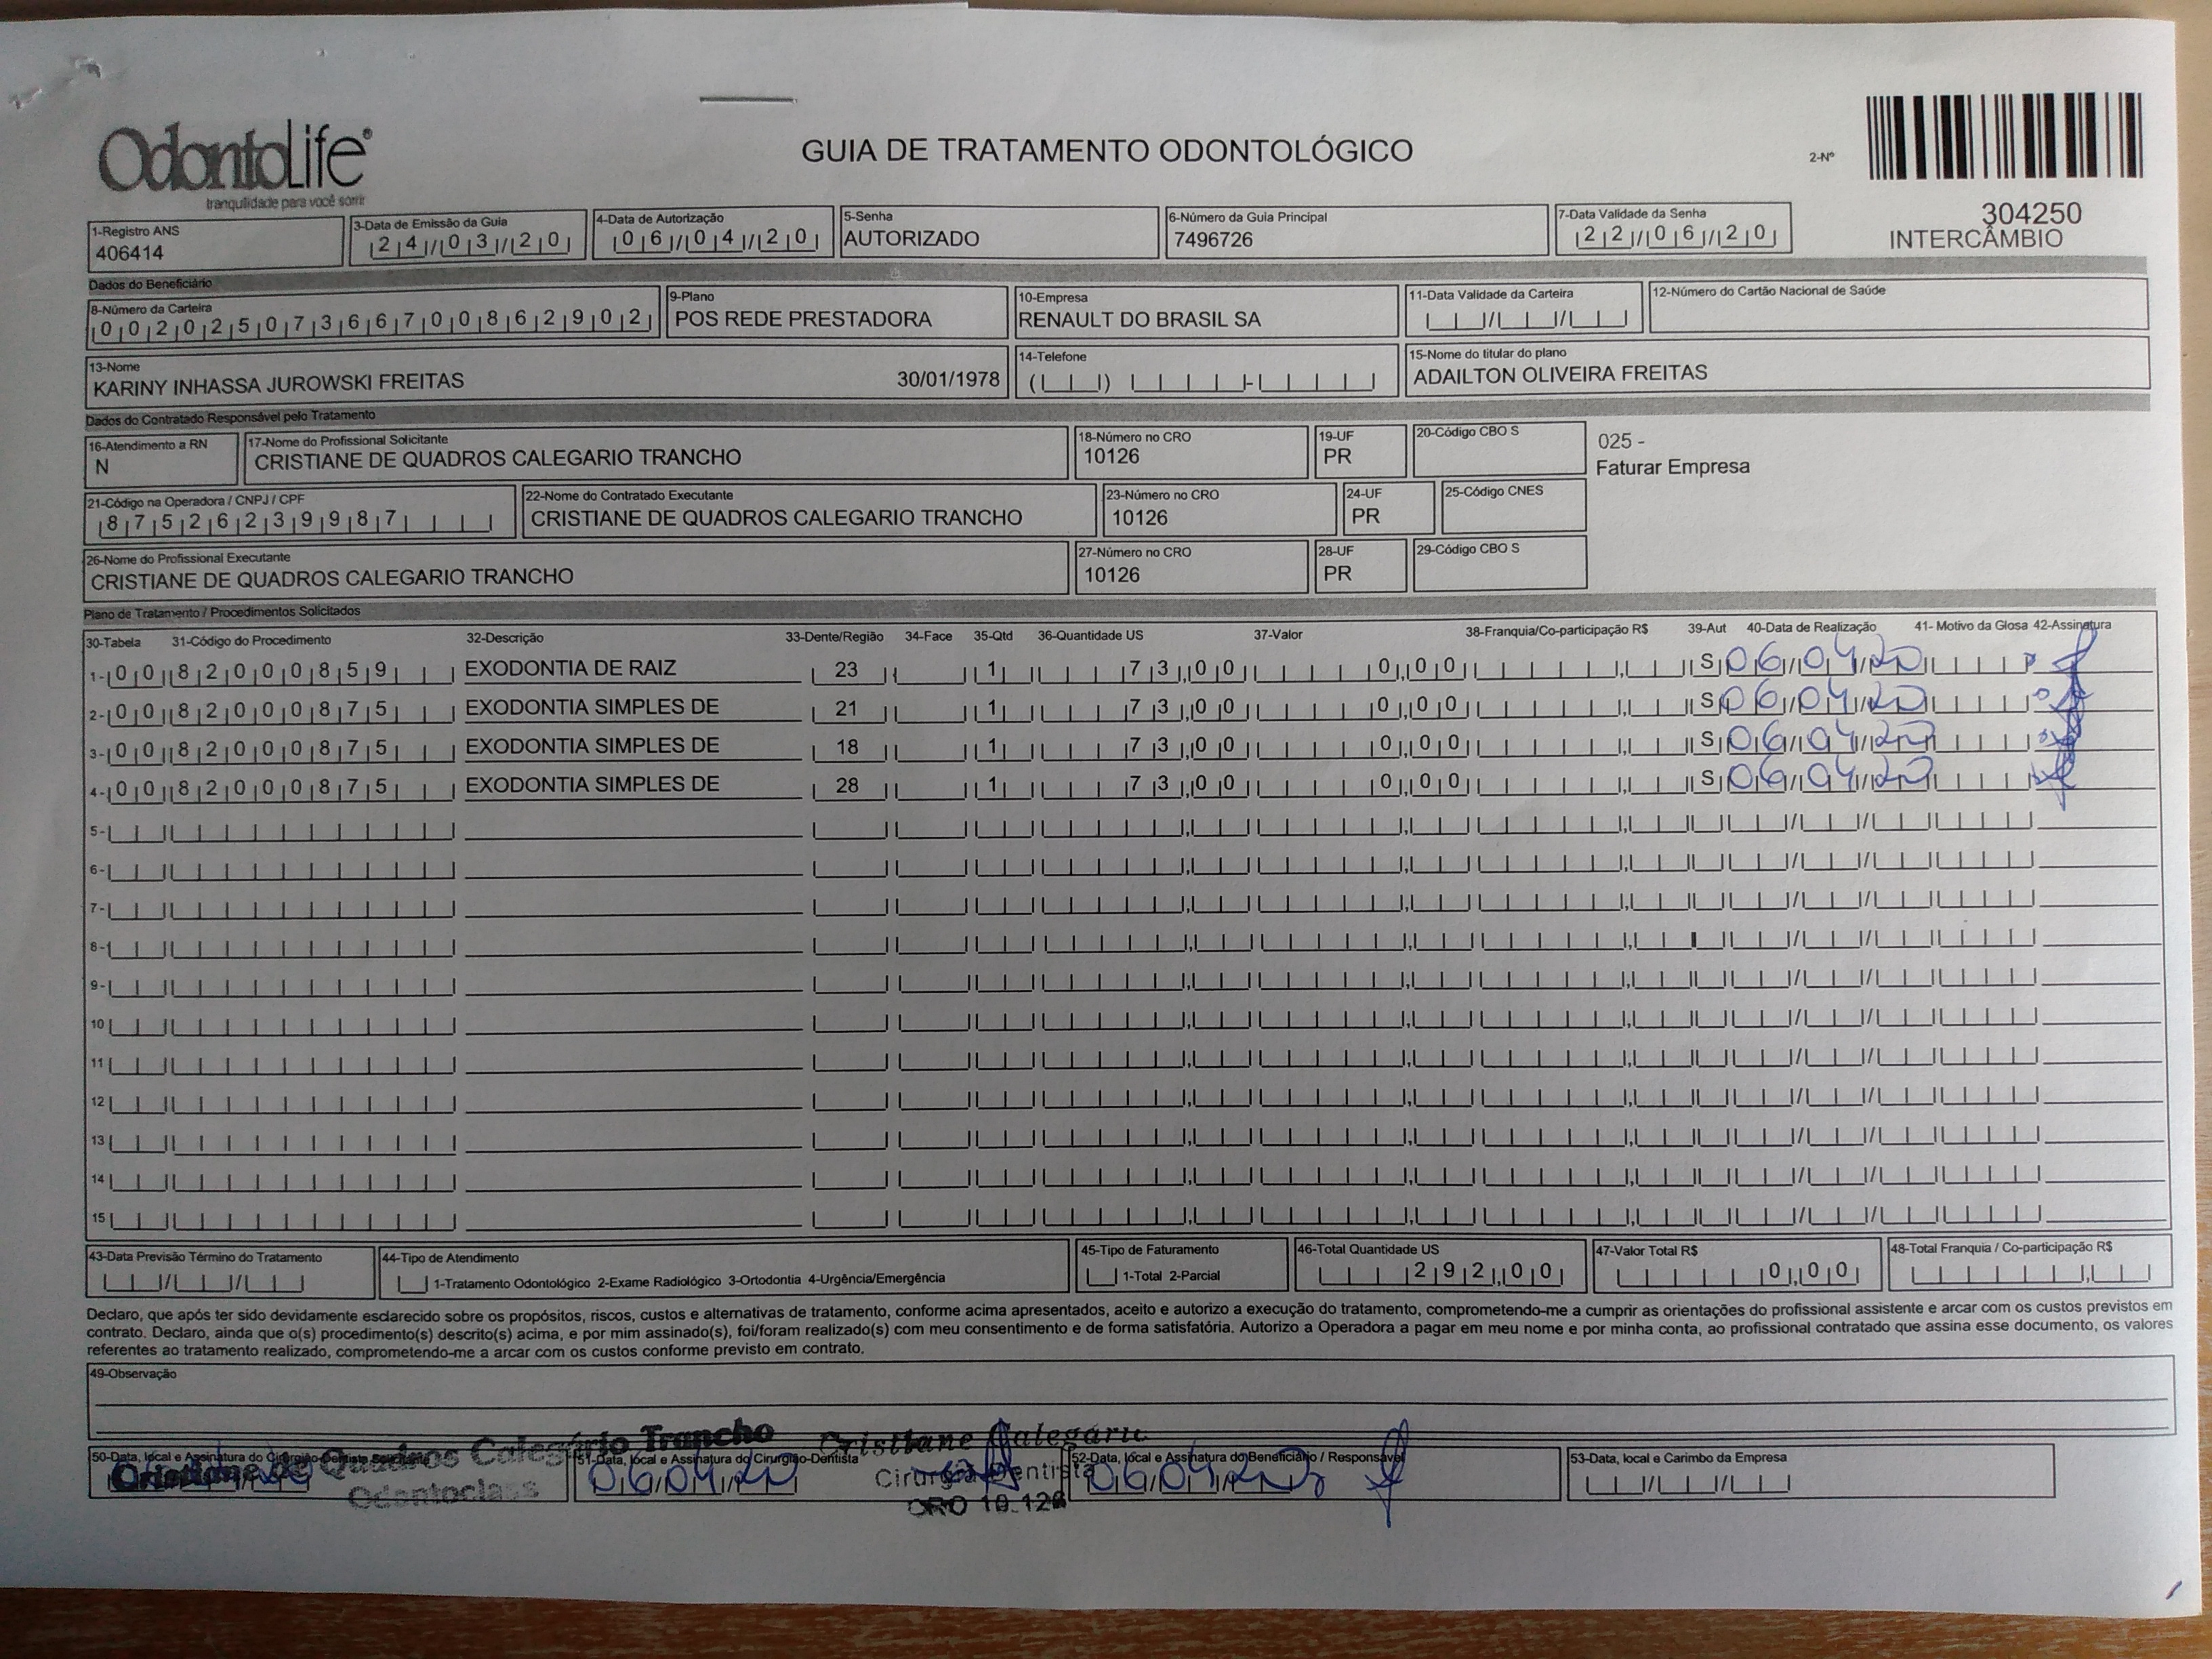 OdontoLife®
tranquilidade para você sorrir
GUIA DE TRATAMENTO ODONTOLÓGICO
2-Nº
304250
INTERCÂMBIO
1-Registro ANS
406414
3-Data de Emissão da Guia
24/03/20
4-Data de Autorização
06/04/20
5-Senha
AUTORIZADO
6-Número da Guia Principal
7496726
7-Data Validade da Senha
22/06/20
Dados do Beneficiário
8-Número da Carteira
00202507366700862902
9-Plano
POS REDE PRESTADORA
10-Empresa
RENAULT DO BRASIL SA
11-Data Validade da Carteira
12-Número do Cartão Nacional de Saúde
13-Nome
KARINY INHASSA JUROWSKI FREITAS 30/01/1978
14-Telefone
15-Nome do titular do plano
ADAILTON OLIVEIRA FREITAS
Dados do Contratado Responsável pelo Tratamento
16-Atendimento a RN
N
17-Nome do Profissional Solicitante
CRISTIANE DE QUADROS CALEGARIO TRANCHO
18-Número no CRO
10126
19-UF
PR
20-Código CBO S
025 -
Faturar Empresa
21-Código na Operadora / CNPJ / CPF
87526239987
22-Nome do Contratado Executante
CRISTIANE DE QUADROS CALEGARIO TRANCHO
23-Número no CRO
10126
24-UF
PR
25-Código CNES
26-Nome do Profissional Executante
CRISTIANE DE QUADROS CALEGARIO TRANCHO
27-Número no CRO
10126
28-UF
PR
29-Código CBO S
Plano de Tratamento / Procedimentos Solicitados
30-Tabela 31-Código do Procedimento 32-Descrição 33-Dente/Região 34-Face 35-Qtd 36-Quantidade US 37-Valor 38-Franquia/Co-participação R$ 39-Aut 40-Data de Realização 41- Motivo da Glosa 42-Assinatura
1- 00 82000859 EXODONTIA DE RAIZ 23 1 73,00 0,00 S 06/04/20
2- 00 82000875 EXODONTIA SIMPLES DE 21 1 73,00 0,00 S 06/04/20
3- 00 82000875 EXODONTIA SIMPLES DE 18 1 73,00 0,00 S 06/04/20
4- 00 82000875 EXODONTIA SIMPLES DE 28 1 73,00 0,00 S 06/04/20
5-
6-
7-
8-
9-
10
11
12
13
14
15
43-Data Previsão Término do Tratamento
44-Tipo de Atendimento
1-Tratamento Odontológico 2-Exame Radiológico 3-Ortodontia 4-Urgência/Emergência
45-Tipo de Faturamento
1-Total 2-Parcial
46-Total Quantidade US
292,00
47-Valor Total R$
0,00
48-Total Franquia / Co-participação R$
Declaro, que após ter sido devidamente esclarecido sobre os propósitos, riscos, custos e alternativas de tratamento, conforme acima apresentados, aceito e autorizo a execução do tratamento, comprometendo-me a cumprir as orientações do profissional assistente e arcar com os custos previstos em
contrato. Declaro, ainda que o(s) procedimento(s) descrito(s) acima, e por mim assinado(s), foi/foram realizado(s) com meu consentimento e de forma satisfatória. Autorizo a Operadora a pagar em meu nome e por minha conta, ao profissional contratado que assina esse documento, os valores
referentes ao tratamento realizado, comprometendo-me a arcar com os custos conforme previsto em contrato.
49-Observação
50-Data, local e Assinatura do Cirurgião-Dentista Solicitante
Cristiane de Quadros Calegário Trancho
Odontoclass
51-Data, local e Assinatura do Cirurgião-Dentista
06/04/20
Cristiane Calegário
Cirurgiã Dentista
CRO 10.126
52-Data, local e Assinatura do Beneficiário / Responsável
06/04/20
53-Data, local e Carimbo da Empresa